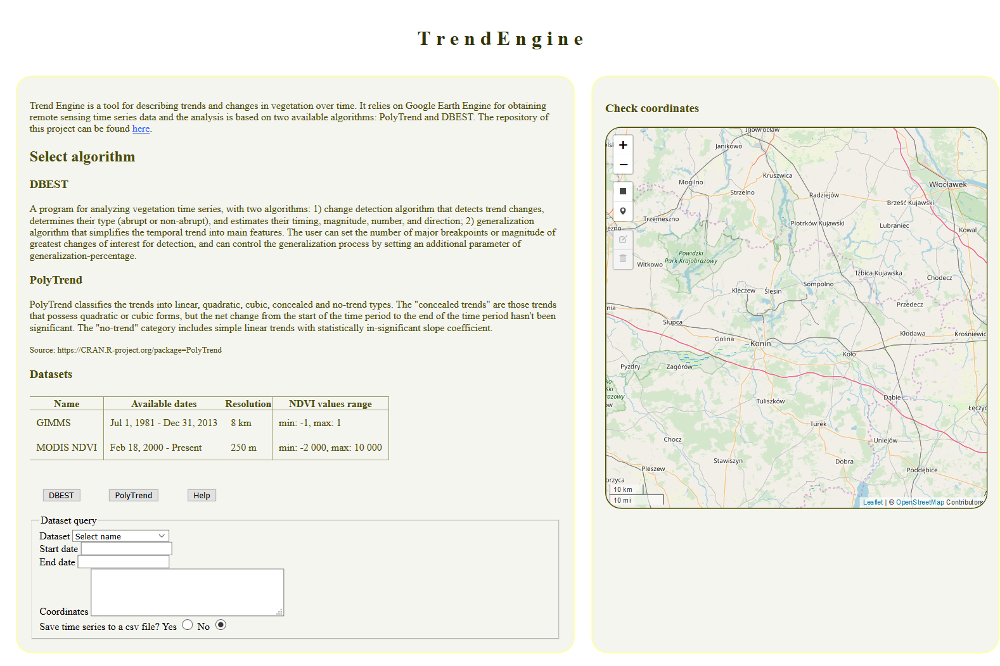 TrendEngine
Trend Engine is a tool for describing trends and changes in vegetation over time. It relies on Google Earth Engine for obtaining
remote sensing time series data and the analysis is based on two available algorithms: PolyTrend and DBEST. The repository of
this project can be found here.
Select algorithm
DBEST
A program for analyzing vegetation time series, with two algorithms: 1) change detection algorithm that detects trend changes,
determines their type (abrupt or non-abrupt), and estimates their timing, magnitude, number, and direction; 2) generalization
algorithm that simplifies the temporal trend into main features. The user can set the number of major breakpoints or magnitude of
greatest changes of interest for detection, and can control the generalization process by setting an additional parameter of
generalization-percentage.
PolyTrend
PolyTrend classifies the trends into linear, quadratic, cubic, concealed and no-trend types. The "concealed trends" are those trends
that possess quadratic or cubic forms, but the net change from the start of the time period to the end of the time period hasn't been
significant. The "no-trend" category includes simple linear trends with statistically in-significant slope coefficient.
Source: https://CRAN.R-project.org/package=PolyTrend
Datasets
Name Available dates Resolution NDVI values range
GIMMS Jul 1, 1981 - Dec 31, 2013 8 km min: -1, max: 1
MODIS NDVI Feb 18, 2000 - Present 250 m min: -2 000, max: 10 000
DBEST PolyTrend Help
Dataset query
Dataset Select name
Start date
End date
Coordinates
Save time series to a csv file? Yes No
Check coordinates
Inowrocław
Janikowo
Kruszwica
Mogilno
Włocławek
Strzelno
Radziejów
Brześć Kujawski
Trzemeszno
Piotrków Kujawski
Lubraniec
Kowal
Powidzki
Park Krajobrazowy
Witkowo
Izbica Kujawska
Chodecz
Sompolno
Kleczew
Ślesin
Przedecz
Słupca
Kłodawa
Krośniewic
Golina
Konin
Koło
Pyzdry
Zagórów
Dąbie
Tuliszków
Łęczyc
Turek
Chocz
Uniejów
Stawiszyn
Dobra
Pleszew
Poddębice
10 km
10 mi
Leaflet | © OpenStreetMap Contributors